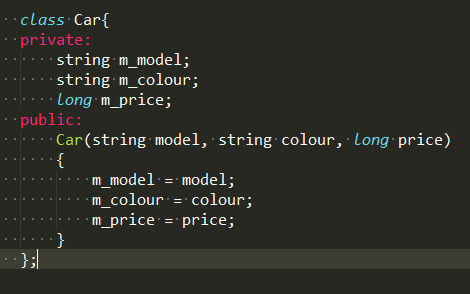 class Car{
private:
    string m_model;
    string m_colour;
    long m_price;
public:
    Car(string model, string colour, long price)
    {
        m_model = model;
        m_colour = colour;
        m_price = price;
    }
};